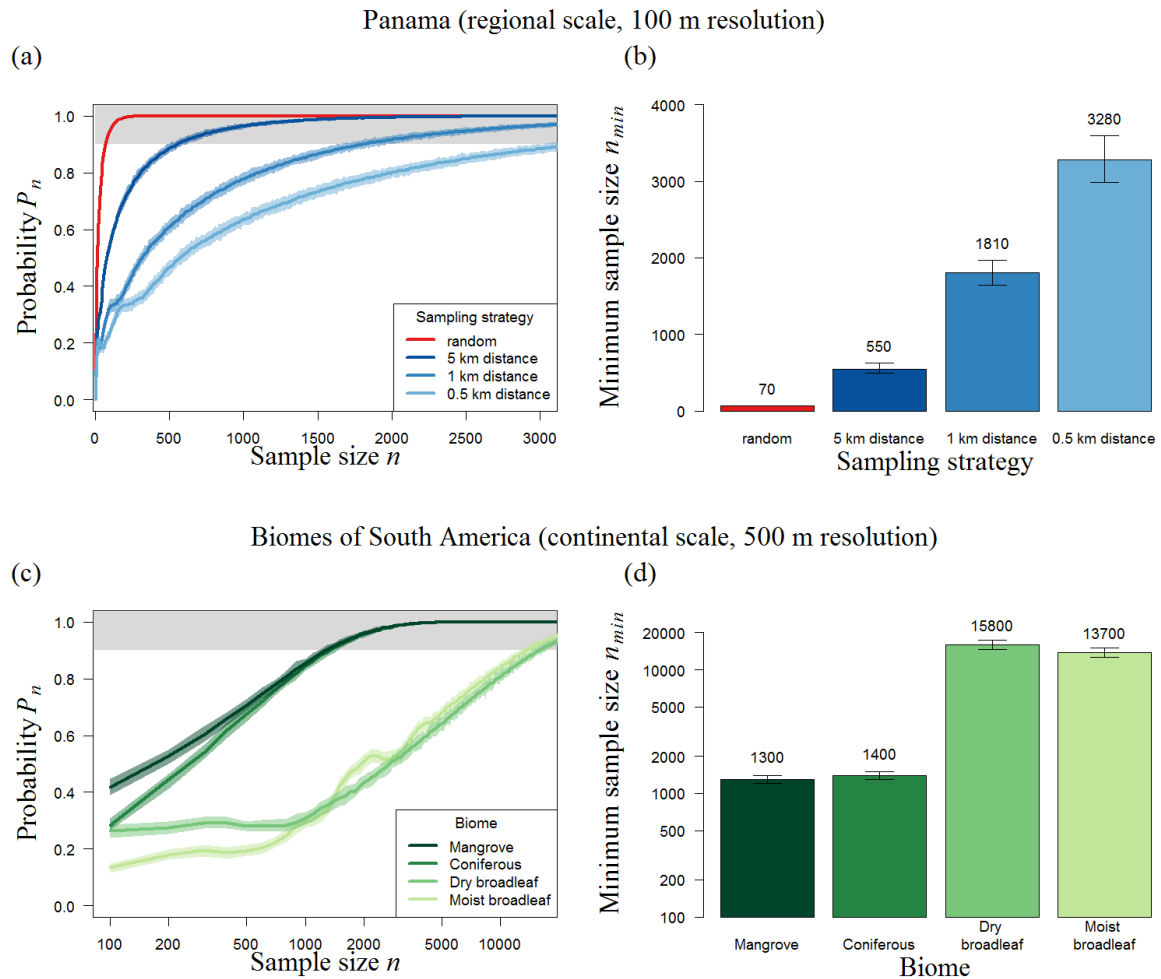 Panama (regional scale, 100 m resolution)
(a)
Probability Pn
1.0
0.8
0.6
0.4
0.2
0.0
Sampling strategy
random
5 km distance
1 km distance
0.5 km distance
0 500 1000 1500 2000 2500 3000
Sample size n
(b)
Minimum sample size nmin
4000
3000
2000
1000
0
70
550
1810
3280
random 5 km distance 1 km distance 0.5 km distance
Sampling strategy
Biomes of South America (continental scale, 500 m resolution)
(c)
Probability Pn
1.0
0.8
0.6
0.4
0.2
0.0
Biome
Mangrove
Coniferous
Dry broadleaf
Moist broadleaf
100 200 500 1000 2000 5000 10000
Sample size n
(d)
Minimum sample size nmin
20000
10000
5000
2000
1000
500
200
100
1300
1400
15800
13700
Mangrove Coniferous Dry Moist
broadleaf broadleaf
Biome